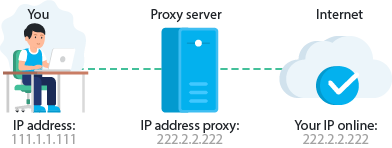 You
Proxy server
Internet
IP address:
111.1.1.111
IP address proxy:
222.2.2.222
Your IP online:
222.2.2.222